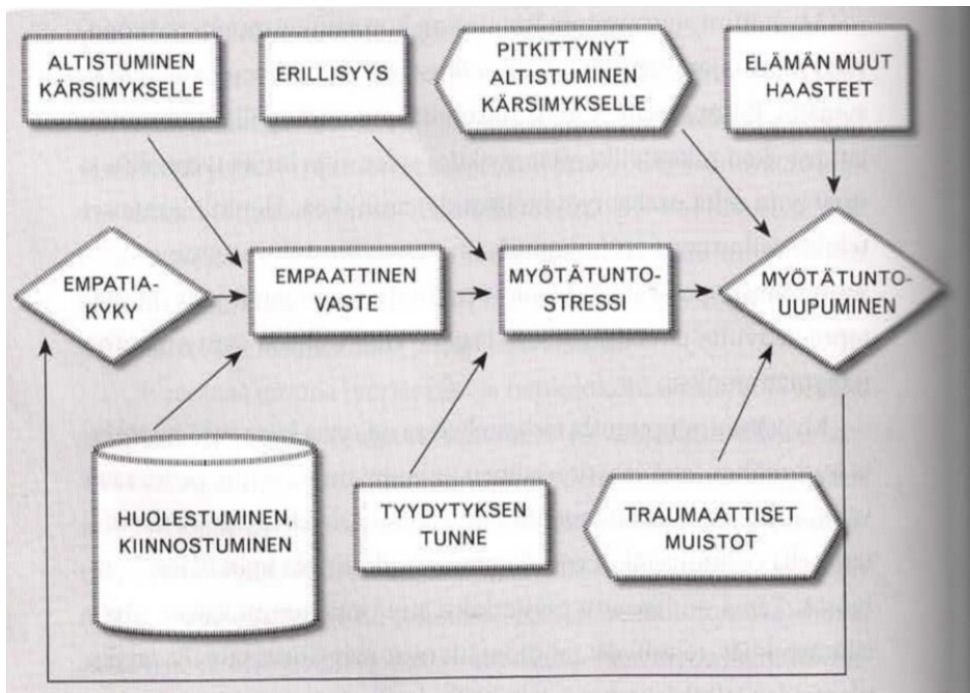 ALTISTUMINEN
KÄRSIMYKSELLE
ERILLISYYS
PITKITTYNYT
ALTISTUMINEN
KÄRSIMYKSELLE
ELÄMÄN MUUT
HAASTEET
EMPATIA-
KYKY
EMPAATTINEN
VASTE
MYÖTÄTUNTO-
STRESSI
MYÖTÄTUNTO-
UUPUMINEN
HUOLESTUMINEN,
KIINNOSTUMINEN
TYYDYTYKSEN
TUNNE
TRAUMAATTISET
MUISTOT